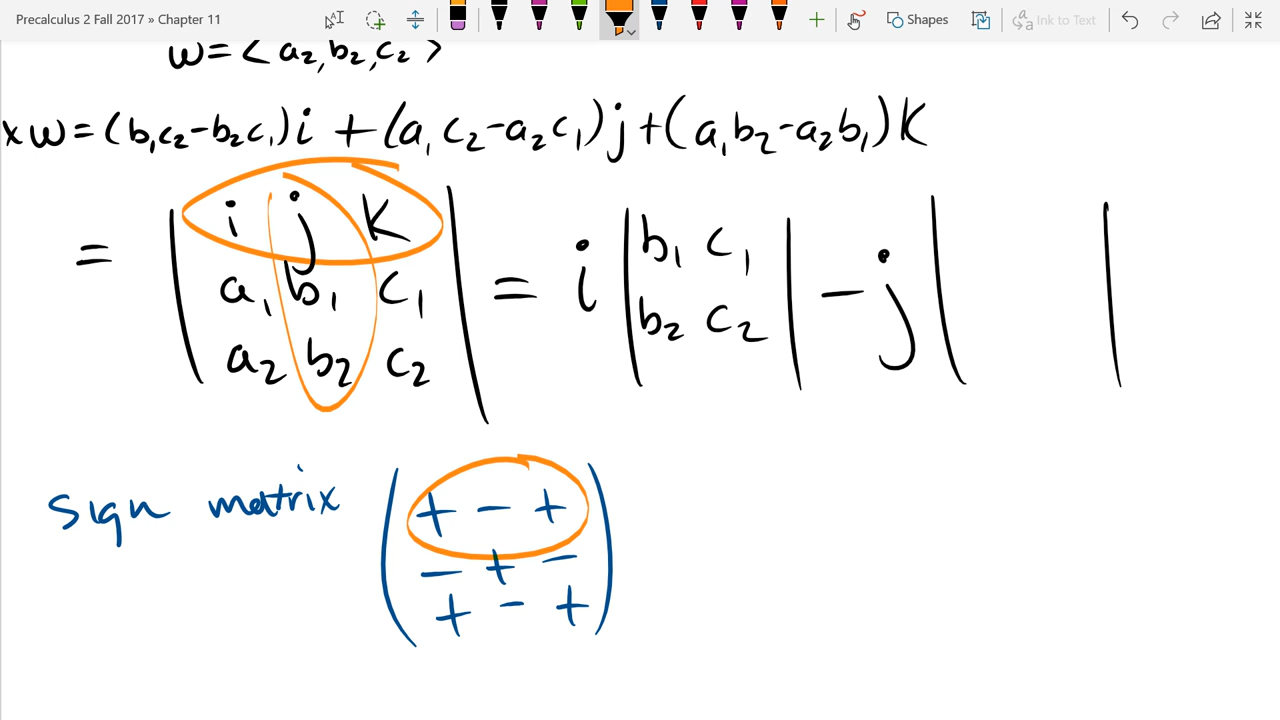 Precalculus 2 Fall 2017 » Chapter 11 Shapes Ink to Text
w = < a₂, b₂, c₂ >
x w = (b₁c₂-b₂c₁)i + (a₁c₂-a₂c₁)j + (a₁b₂-a₂b₁)k
= | i j k | = i | b₁ c₁ | - j | |
a₁ b₁ c₁ b₂ c₂
a₂ b₂ c₂
Sign matrix ( + - +
- + -
+ - + )